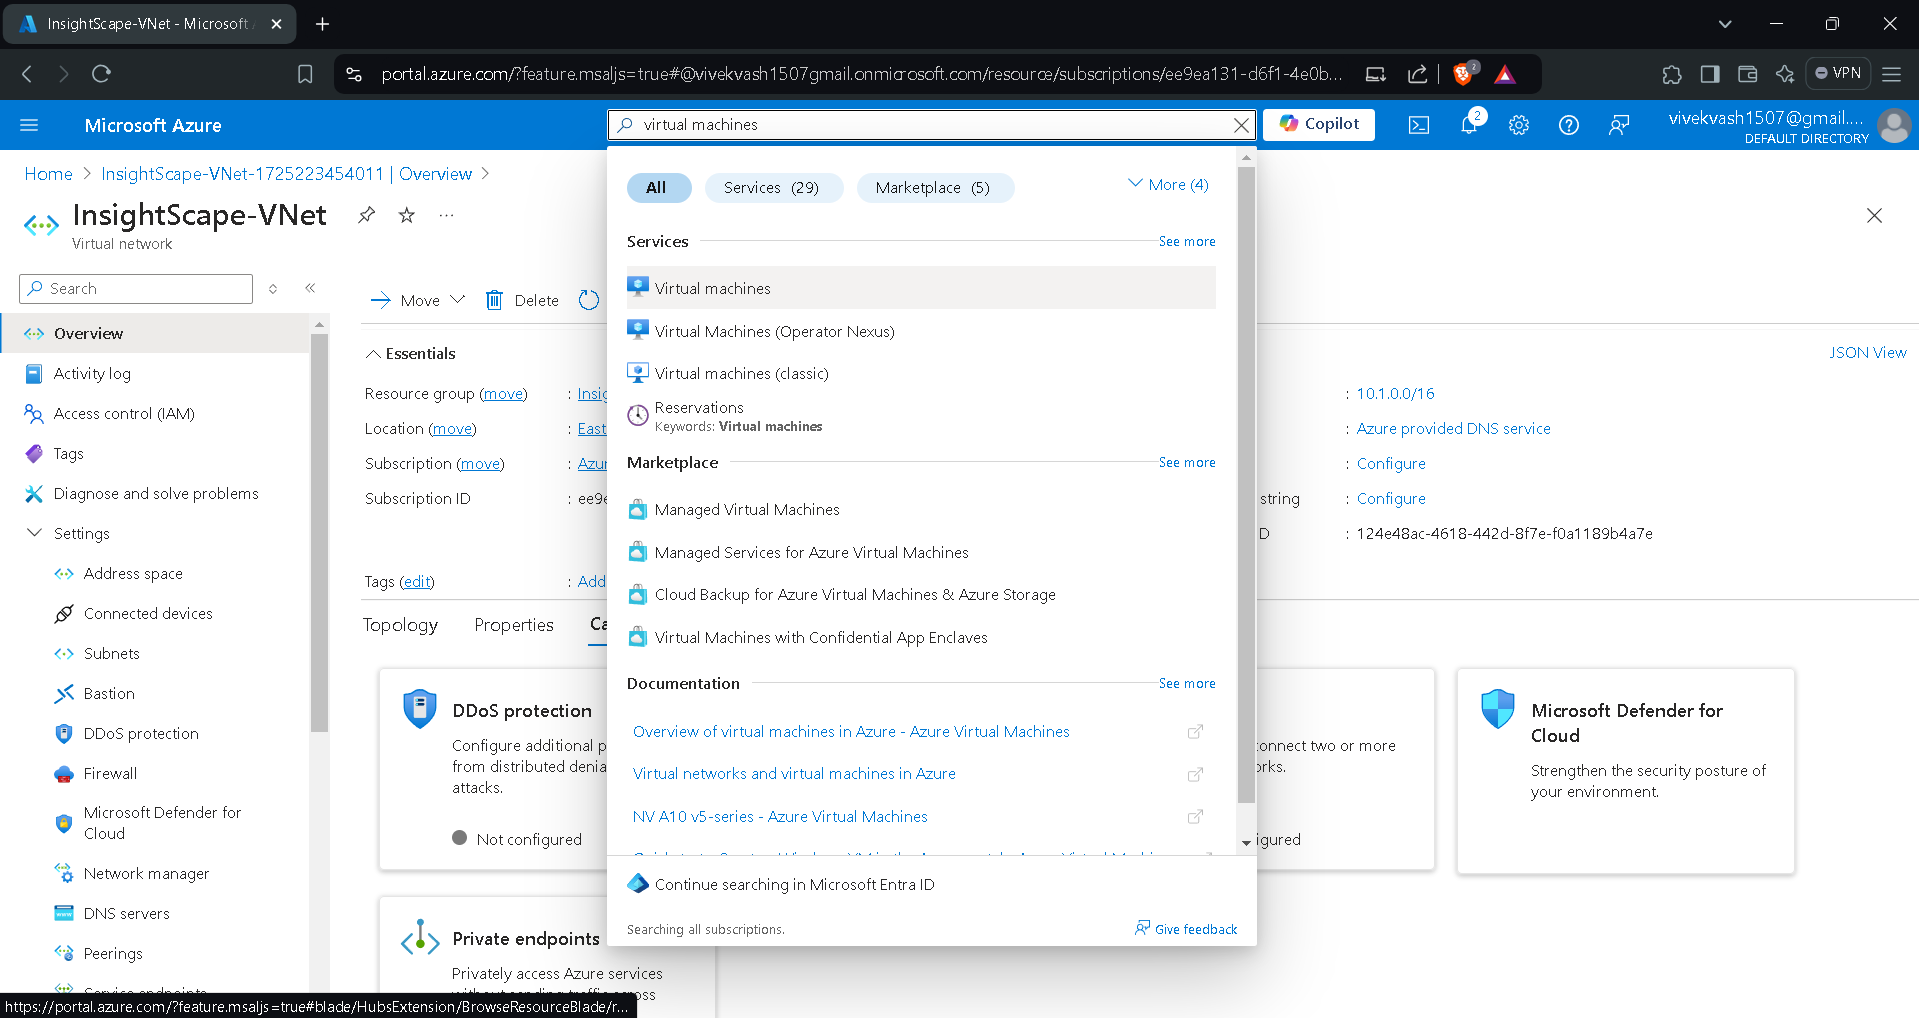 InsightScape-VNet - Microsoft
portal.azure.com/?feature.msaljs=true#@vivekvash1507gmail.onmicrosoft.com/resource/subscriptions/ee9ea131-d6f1-4e0b...
2
VPN
Microsoft Azure
virtual machines
Copilot
2
vivekvash1507@gmail....
DEFAULT DIRECTORY
Home > InsightScape-VNet-1725223454011 | Overview >
InsightScape-VNet
Virtual network
Search
Overview
Activity log
Access control (IAM)
Tags
Diagnose and solve problems
Settings
Address space
Connected devices
Subnets
Bastion
DDoS protection
Firewall
Microsoft Defender for
Cloud
Network manager
DNS servers
Peerings
Move
Delete
Essentials
JSON View
Resource group (move) :
Location (move) : East
Subscription (move) :
Subscription ID : ee9e
Tags (edit) : Add
: 10.1.0.0/16
: Azure provided DNS service
: Configure
string : Configure
D : 124e48ac-4618-442d-8f7e-f0a1189b4a7e
Topology Properties
DDoS protection
Configure additional p
from distributed denia
attacks.
Not configured
connect two or more
Microsoft Defender for
Cloud
Strengthen the security posture of
your environment.
Private endpoints
Privately access Azure services
All
Services (29)
Marketplace (5)
More (4)
Services
See more
Virtual machines
Virtual Machines (Operator Nexus)
Virtual machines (classic)
Reservations
Keywords: Virtual machines
Marketplace
See more
Managed Virtual Machines
Managed Services for Azure Virtual Machines
Cloud Backup for Azure Virtual Machines & Azure Storage
Virtual Machines with Confidential App Enclaves
Documentation
See more
Overview of virtual machines in Azure - Azure Virtual Machines
Virtual networks and virtual machines in Azure
NV A10 v5-series - Azure Virtual Machines
Continue searching in Microsoft Entra ID
Searching all subscriptions.
Give feedback
https://portal.azure.com/?feature.msaljs=true#blade/HubsExtension/BrowseResourceBlade/r...